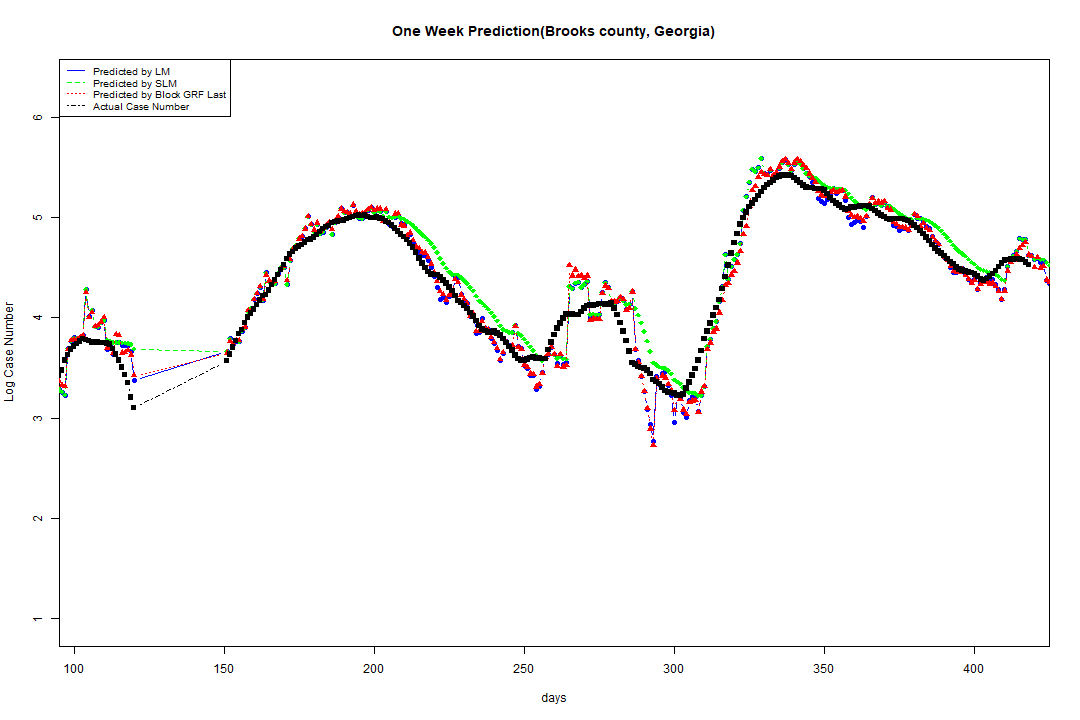 One Week Prediction(Brooks county, Georgia)
Predicted by LM
Predicted by SLM
Predicted by Block GRF Last
Actual Case Number
Log Case Number
6
5
4
3
2
1
100 150 200 250 300 350 400
days